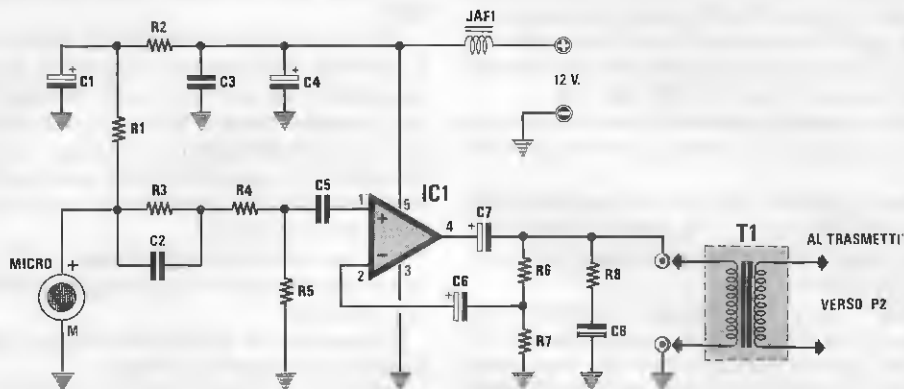 JAF1
R2
+
C1
C3
+
C4
12 V.
R1
IC1
R3
R4
C5
1
+
5
4
+
C7
T1
AL TRASMETTIT
C2
MICRO
+
−
2
3
R6
R8
VERSO P2
R5
C6
+
M
R7
C8